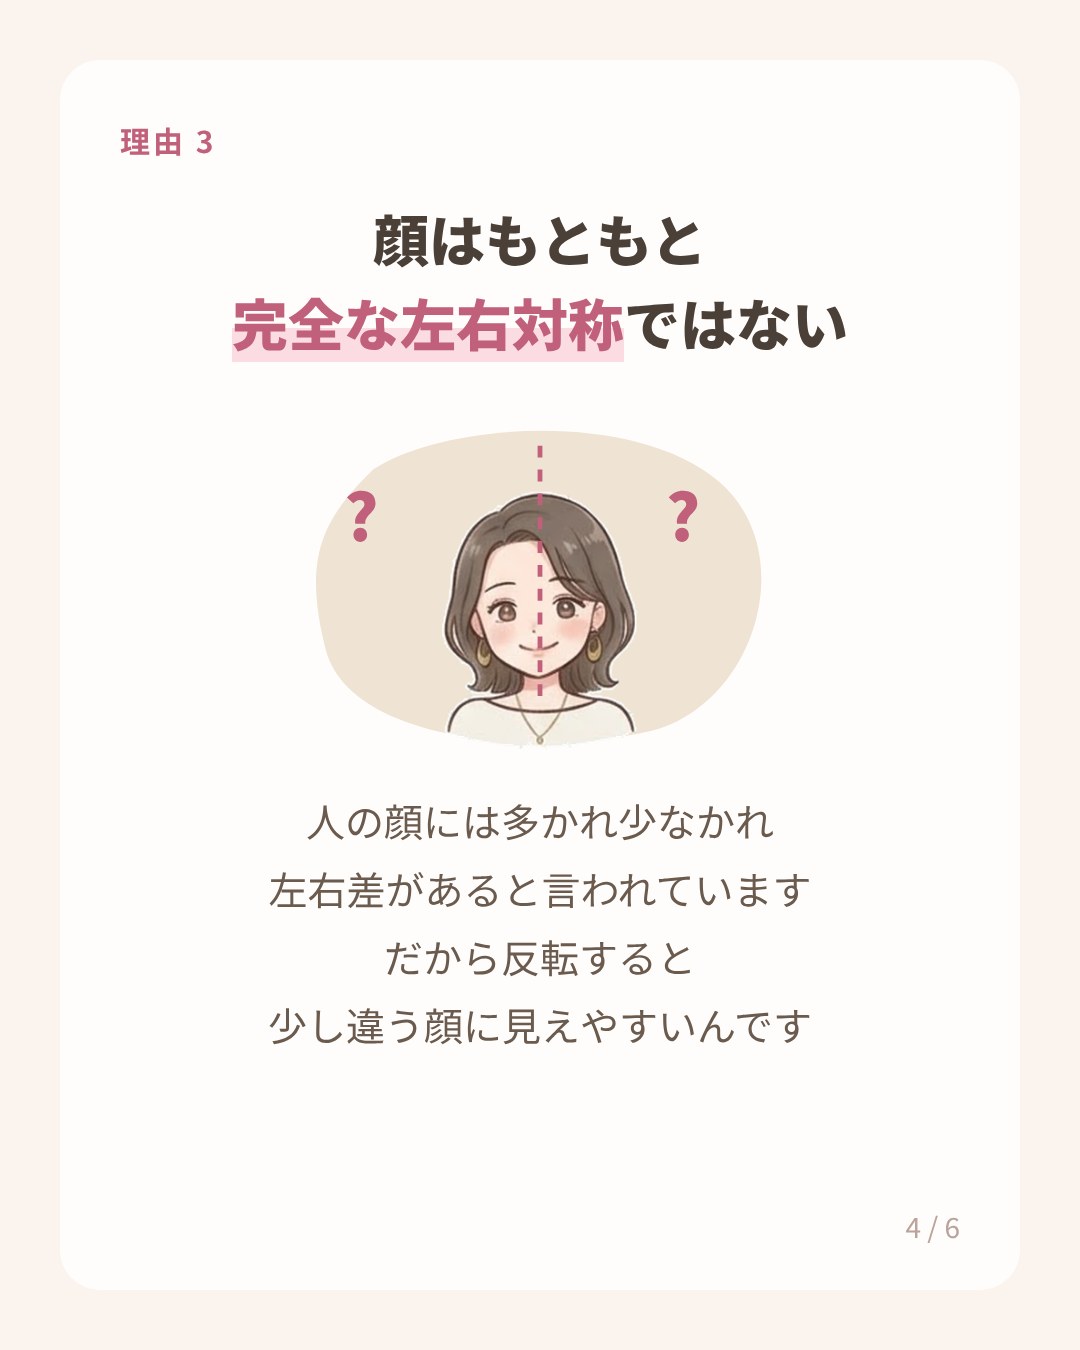 理由 3
顔はもともと
完全な左右対称ではない
?
?
人の顔には多かれ少なかれ
左右差があると言われています
だから反転すると
少し違う顔に見えやすいんです
4 / 6